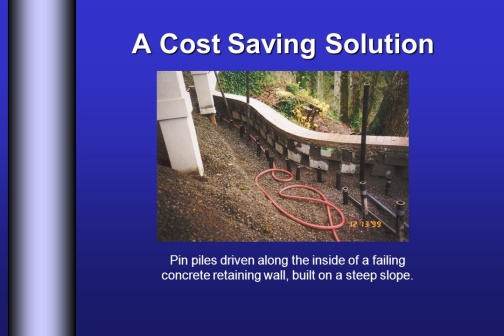 A Cost Saving Solution
12 13 '99
Pin piles driven along the inside of a failing
concrete retaining wall, built on a steep slope.